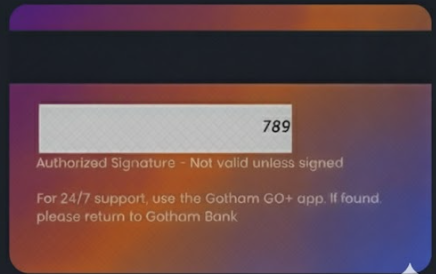 789
Authorized Signature - Not valid unless signed
For 24/7 support, use the Gotham GO+ app. If found.
please return to Gotham Bank